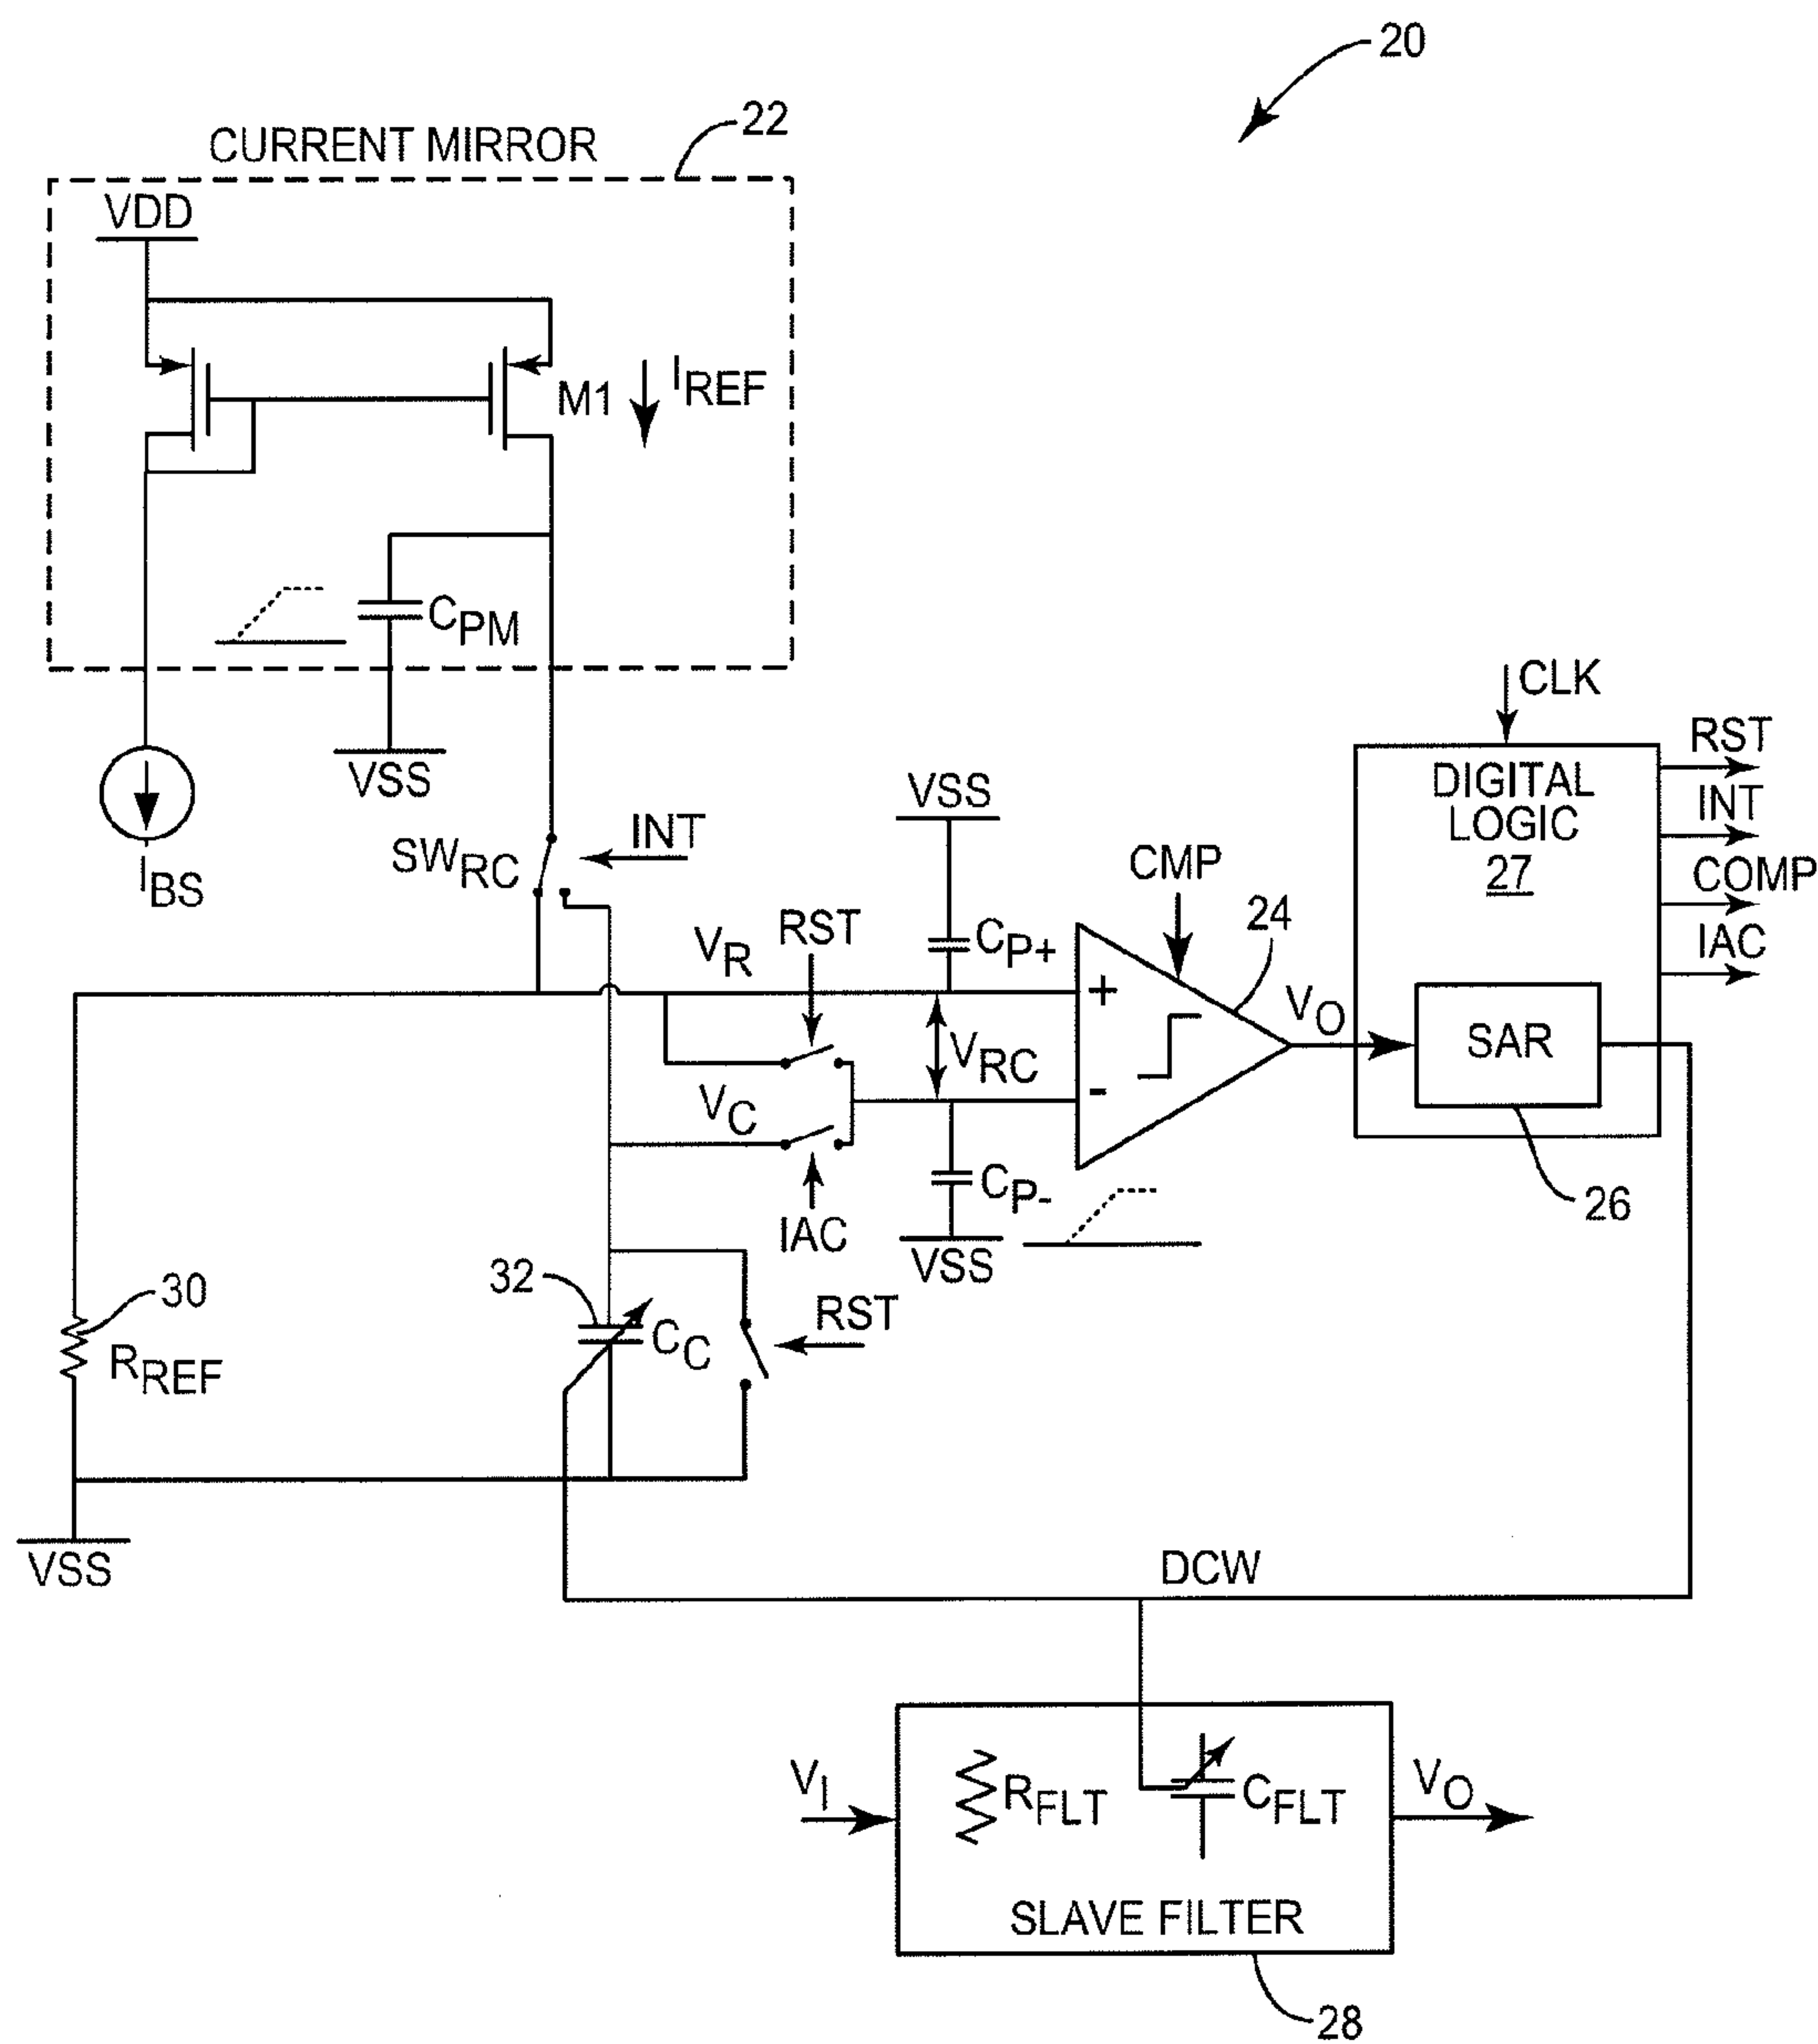 20
22
CURRENT MIRROR
VDD
M1
IREF
CPM
VSS
IBS
SWRC
INT
CLK
RST
INT
COMP
IAC
DIGITAL
LOGIC
27
VSS
CMP
24
VR
RST
CP+
+
VO
SAR
VRC
-
VC
IAC
CP-
VSS
26
32
30
RREF
CC
RST
VSS
DCW
VI
RFLT
CFLT
VO
SLAVE FILTER
28